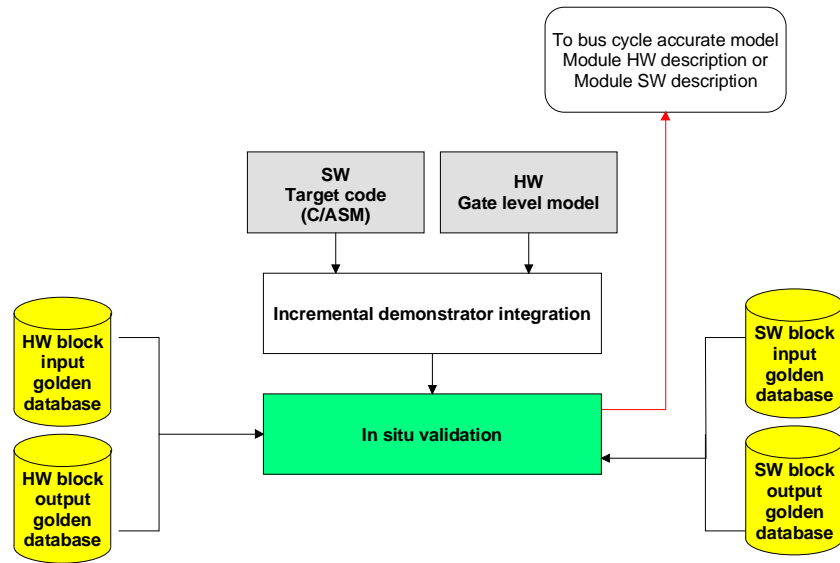 To bus cycle accurate model
Module HW description or
Module SW description
SW
Target code
(C/ASM)
HW
Gate level model
Incremental demonstrator integration
HW block
input
golden
database
SW block
input
golden
database
In situ validation
HW block
output
golden
database
SW block
output
golden
database